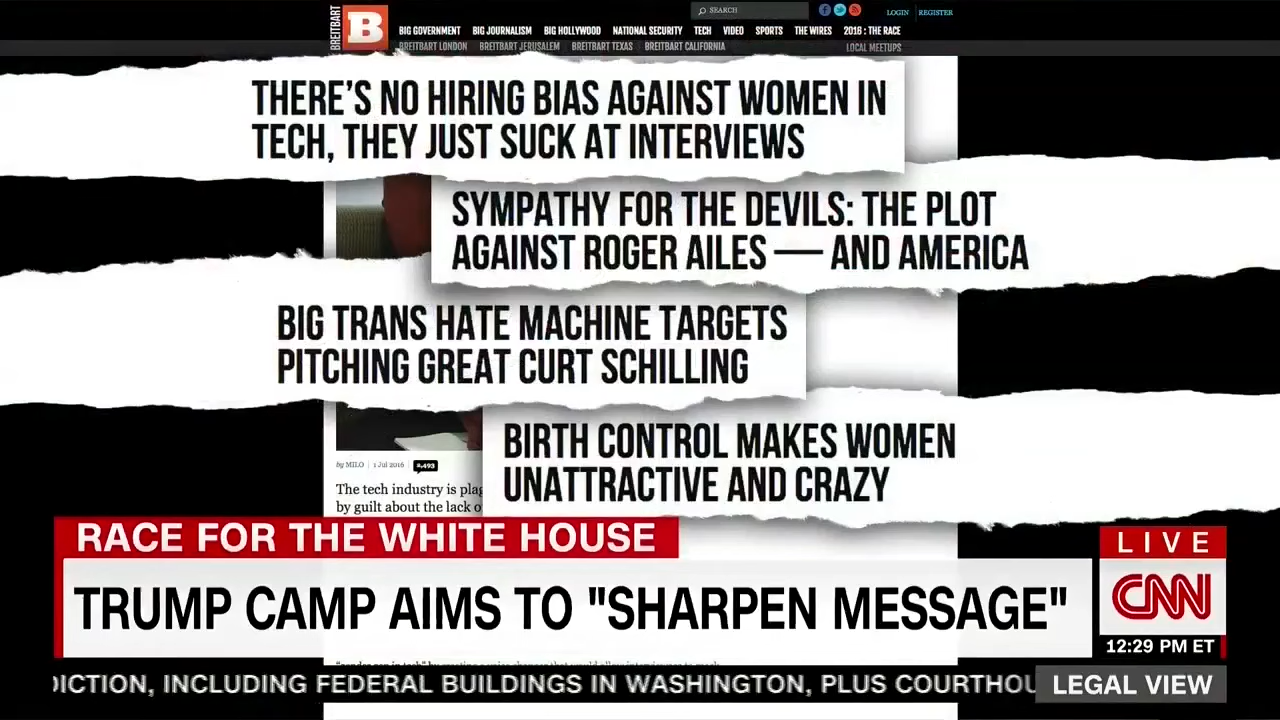 BREITBART
B
SEARCH
LOGIN REGISTER
BIG GOVERNMENT BIG JOURNALISM BIG HOLLYWOOD NATIONAL SECURITY TECH VIDEO SPORTS THE WIRES 2016 : THE RACE
BREITBART LONDON BREITBART JERUSALEM BREITBART TEXAS BREITBART CALIFORNIA LOCAL MEETUPS
THERE'S NO HIRING BIAS AGAINST WOMEN IN
TECH, THEY JUST SUCK AT INTERVIEWS
SYMPATHY FOR THE DEVILS: THE PLOT
AGAINST ROGER AILES — AND AMERICA
BIG TRANS HATE MACHINE TARGETS
PITCHING GREAT CURT SCHILLING
BIRTH CONTROL MAKES WOMEN
UNATTRACTIVE AND CRAZY
by MILO | 1 Jul 2016
The tech industry is plag
by guilt about the lack o
RACE FOR THE WHITE HOUSE
TRUMP CAMP AIMS TO "SHARPEN MESSAGE"
LIVE
CNN
12:29 PM ET
DICTION, INCLUDING FEDERAL BUILDINGS IN WASHINGTON, PLUS COURTHOU
LEGAL VIEW